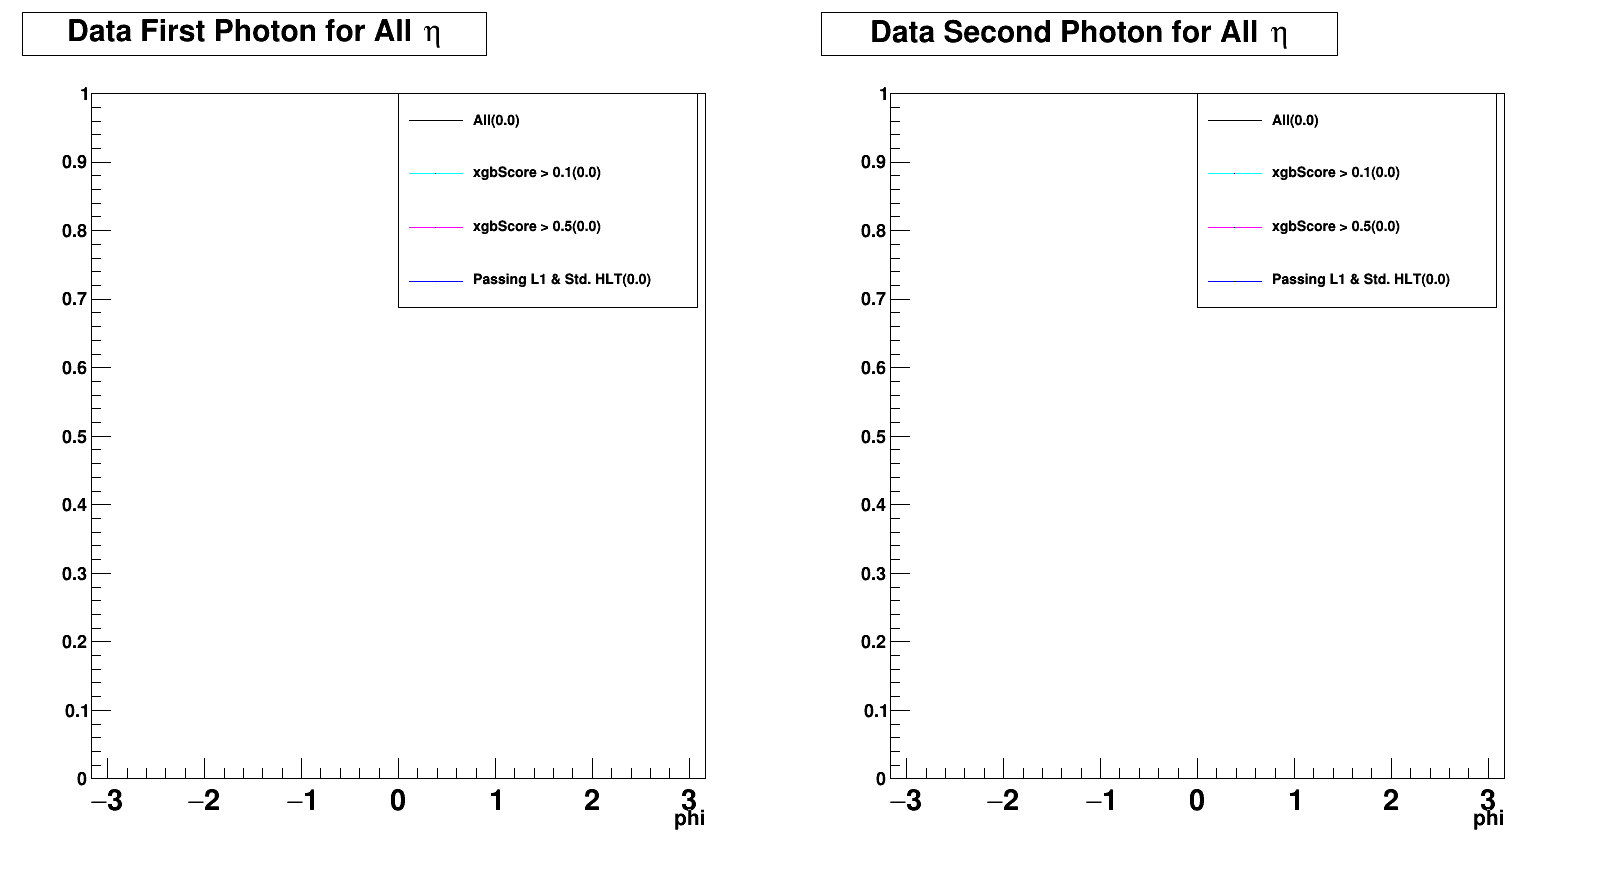 Data First Photon for All η
1
0.9
0.8
0.7
0.6
0.5
0.4
0.3
0.2
0.1
0
All(0.0)
xgbScore > 0.1(0.0)
xgbScore > 0.5(0.0)
Passing L1 & Std. HLT(0.0)
−3 −2 −1 0 1 2 3
phi
Data Second Photon for All η
1
0.9
0.8
0.7
0.6
0.5
0.4
0.3
0.2
0.1
0
All(0.0)
xgbScore > 0.1(0.0)
xgbScore > 0.5(0.0)
Passing L1 & Std. HLT(0.0)
−3 −2 −1 0 1 2 3
phi